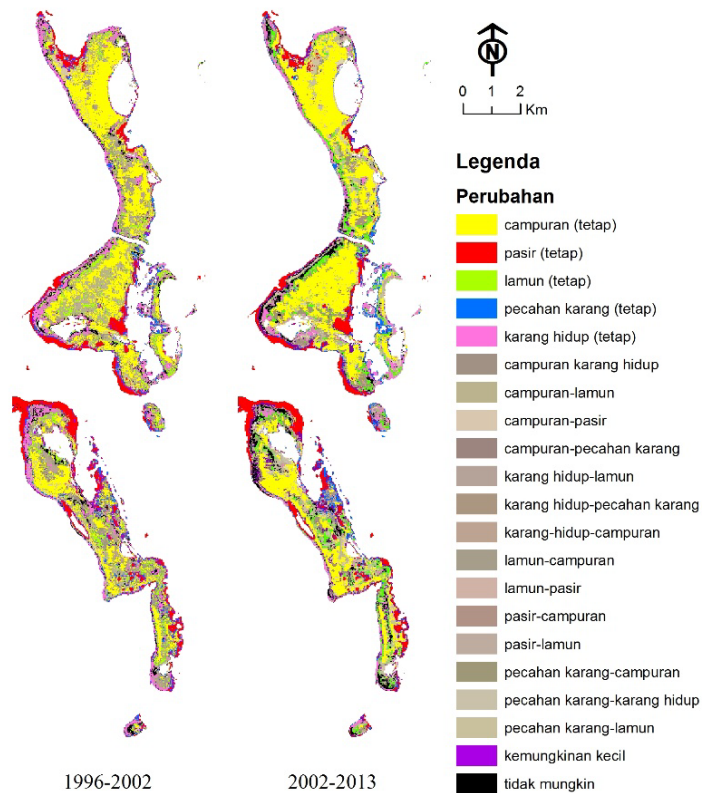 N
0 1 2
Km
Legenda
Perubahan
campuran (tetap)
pasir (tetap)
lamun (tetap)
pecahan karang (tetap)
karang hidup (tetap)
campuran karang hidup
campuran-lamun
campuran-pasir
campuran-pecahan karang
karang hidup-lamun
karang hidup-pecahan karang
karang-hidup-campuran
lamun-campuran
lamun-pasir
pasir-campuran
pasir-lamun
pecahan karang-campuran
pecahan karang-karang hidup
pecahan karang-lamun
kemungkinan kecil
tidak mungkin
1996-2002 2002-2013